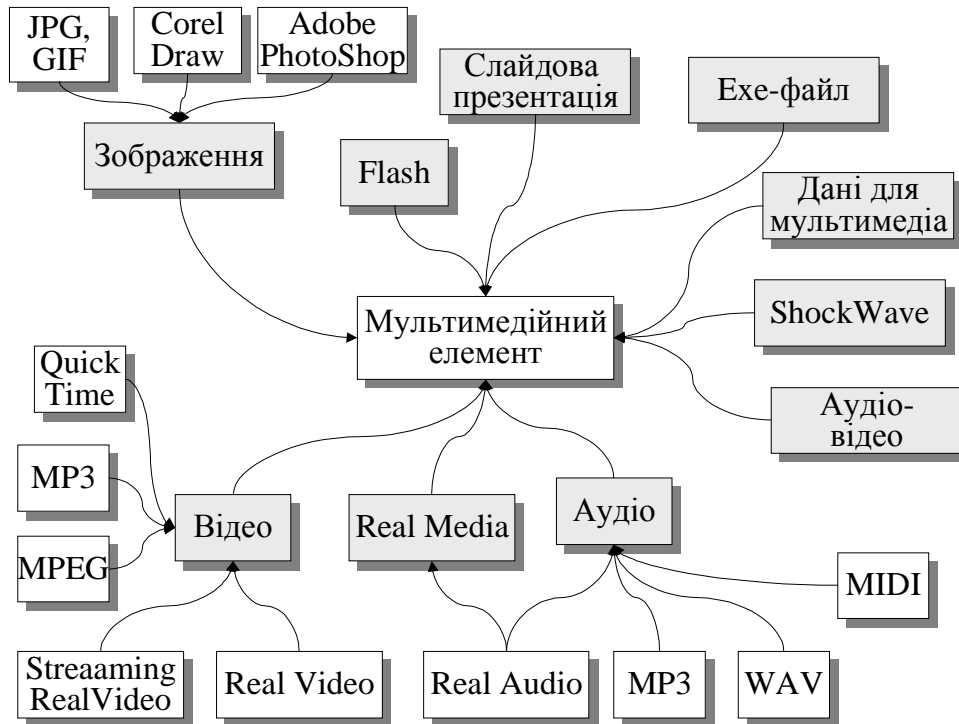 JPG,
GIF
Corel
Draw
Adobe
PhotoShop
Слайдова
презентація
Exe-файл
Зображення
Flash
Дані для
мультимедіа
Мультимедійний
елемент
ShockWave
Quick
Time
Аудіо-
відео
MP3
Відео
Real Media
Аудіо
MPEG
MIDI
Streaaming
RealVideo
Real Video
Real Audio
MP3
WAV